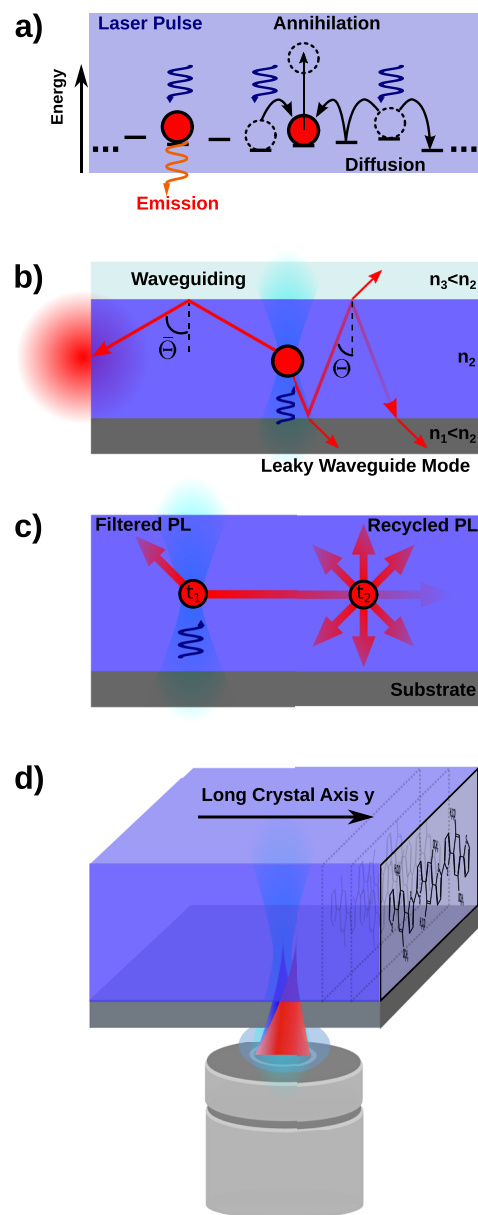 a)
Laser Pulse
Annihilation
Energy
...
...
Diffusion
Emission
b)
Waveguiding
n₃<n₂
Θ̄
Θ
n₂
n₁<n₂
Leaky Waveguide Mode
c)
Filtered PL
Recycled PL
t₁
t₂
Substrate
d)
Long Crystal Axis y